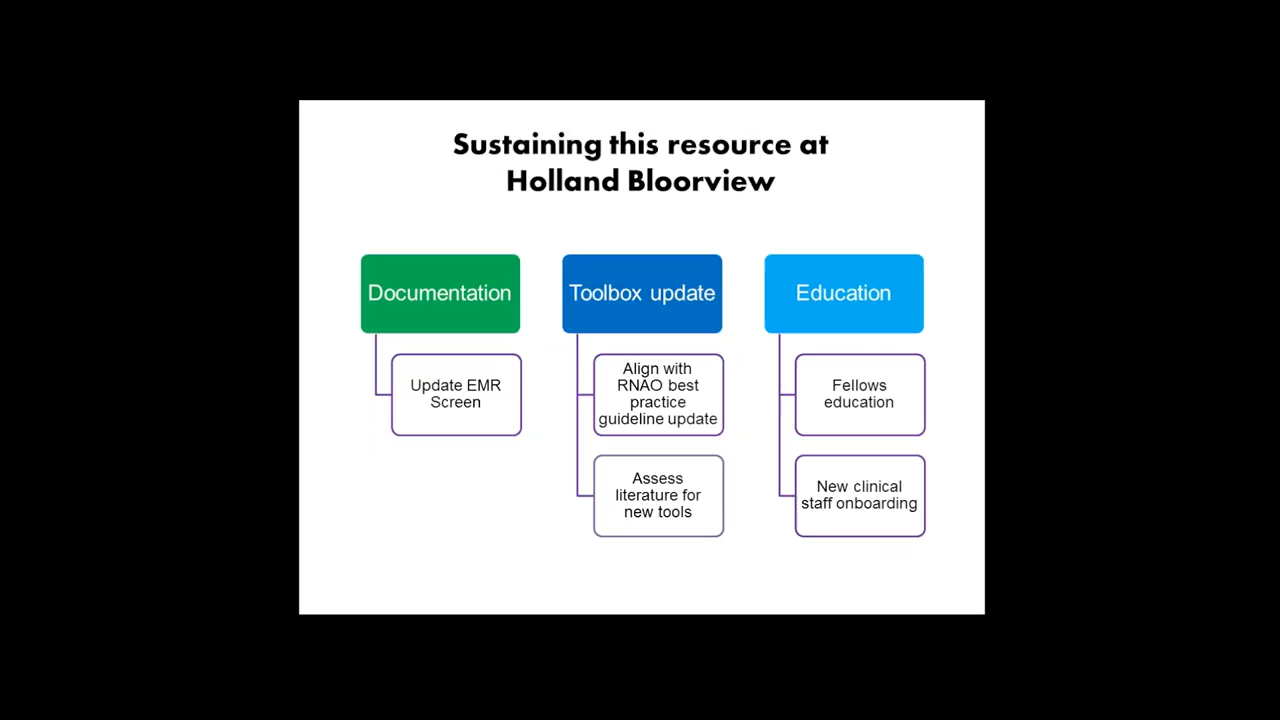 Sustaining this resource at
Holland Bloorview
Documentation
Update EMR
Screen
Toolbox update
Align with
RNAO best
practice
guideline update
Assess
literature for
new tools
Education
Fellows
education
New clinical
staff onboarding